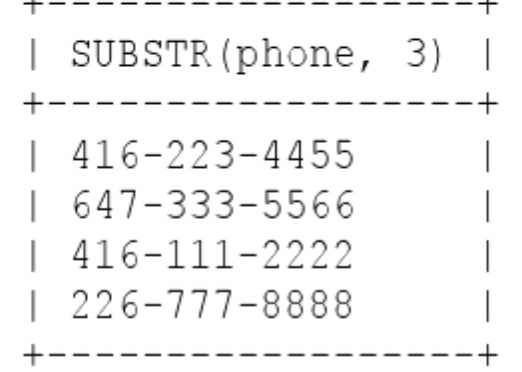 +------------------+
| SUBSTR(phone, 3) |
+------------------+
| 416-223-4455     |
| 647-333-5566     |
| 416-111-2222     |
| 226-777-8888     |
+------------------+